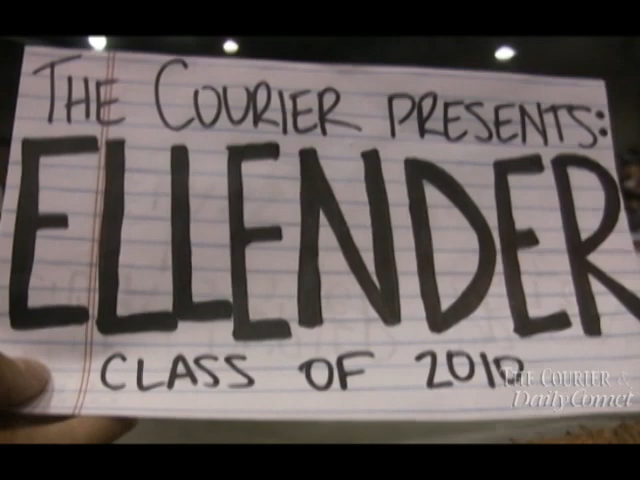 THE COURIER PRESENTS:
ELLENDER
CLASS OF 2010
THE COURIER &
Daily Comet